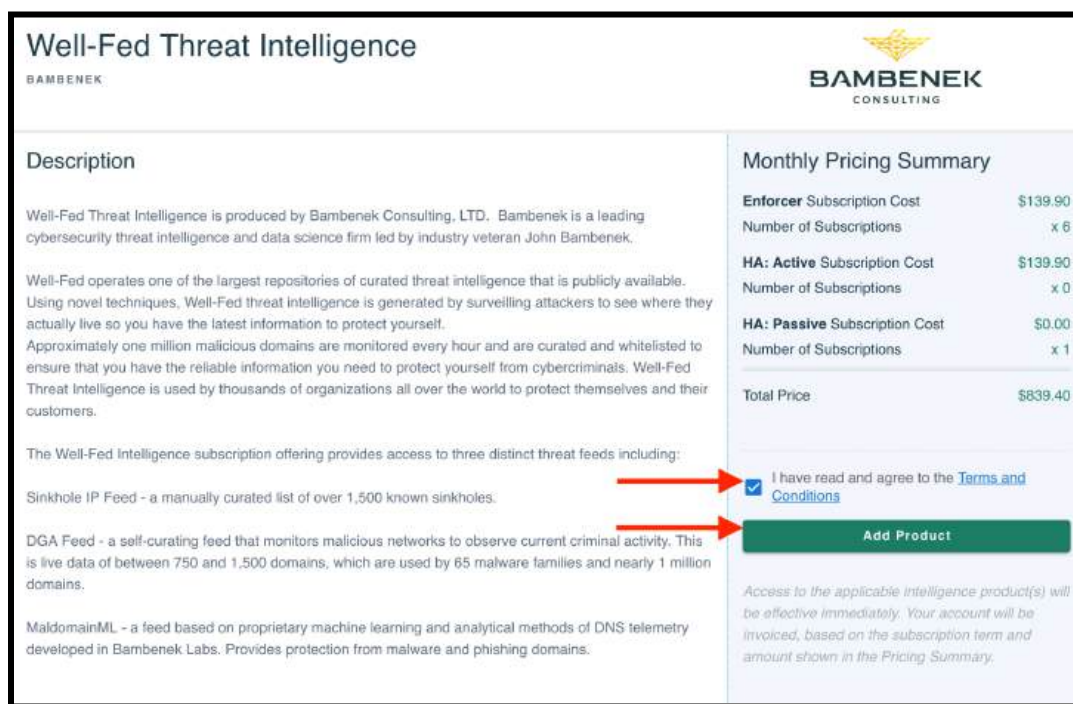 Well-Fed Threat Intelligence
BAMBENEK
BAMBENEK
CONSULTING
Description
Well-Fed Threat Intelligence is produced by Bambenek Consulting, LTD. Bambenek is a leading
cybersecurity threat intelligence and data science firm led by industry veteran John Bambenek.
Well-Fed operates one of the largest repositories of curated threat intelligence that is publicly available.
Using novel techniques, Well-Fed threat intelligence is generated by surveilling attackers to see where they
actually live so you have the latest information to protect yourself.
Approximately one million malicious domains are monitored every hour and are curated and whitelisted to
ensure that you have the reliable information you need to protect yourself from cybercriminals. Well-Fed
Threat Intelligence is used by thousands of organizations all over the world to protect themselves and their
customers.
The Well-Fed Intelligence subscription offering provides access to three distinct threat feeds including:
Sinkhole IP Feed - a manually curated list of over 1,500 known sinkholes.
DGA Feed - a self-curating feed that monitors malicious networks to observe current criminal activity. This
is live data of between 750 and 1,500 domains, which are used by 65 malware families and nearly 1 million
domains.
MaldomainML - a feed based on proprietary machine learning and analytical methods of DNS telemetry
developed in Bambenek Labs. Provides protection from malware and phishing domains.
Monthly Pricing Summary
Enforcer Subscription Cost $139.90
Number of Subscriptions x 6
HA: Active Subscription Cost $139.90
Number of Subscriptions x 0
HA: Passive Subscription Cost $0.00
Number of Subscriptions x 1
Total Price $839.40
I have read and agree to the Terms and
Conditions
Add Product
Access to the applicable intelligence product(s) will
be effective immediately. Your account will be
invoiced, based on the subscription term and
amount shown in the Pricing Summary.